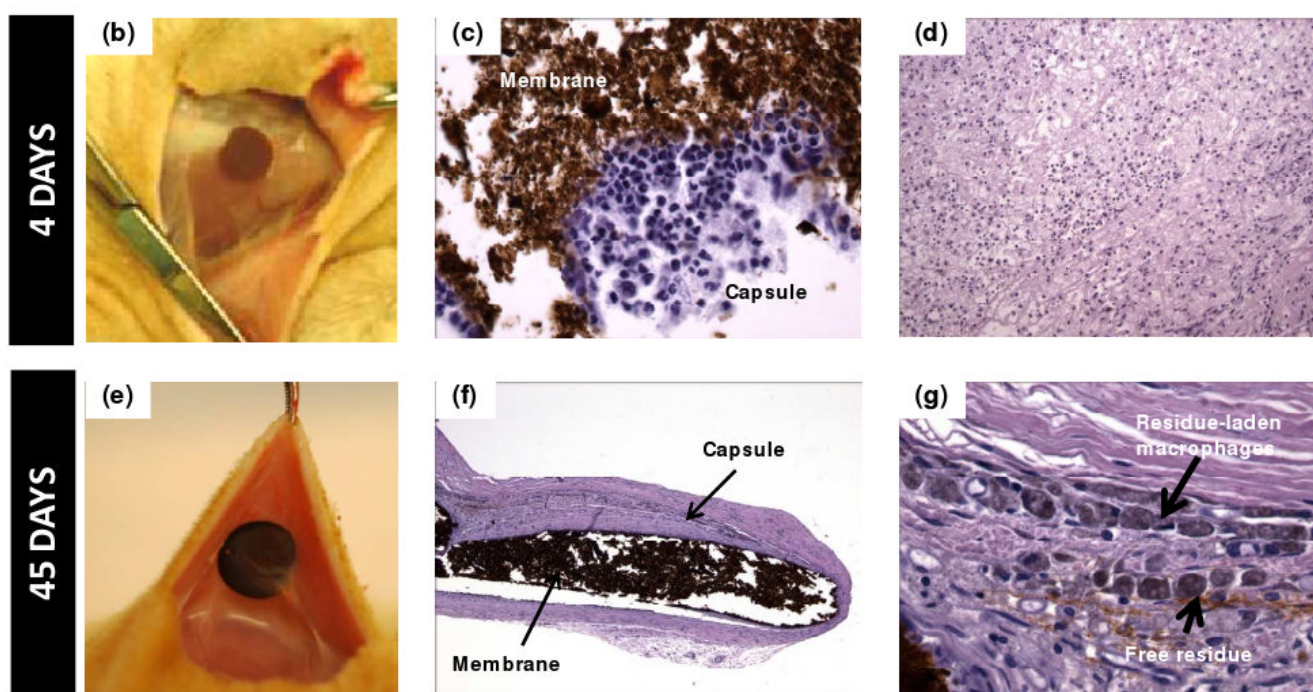 4 DAYS
(b)
(c)
Membrane
Capsule
(d)
45 DAYS
(e)
(f)
Capsule
Membrane
(g)
Residue-laden
macrophages
Free residue